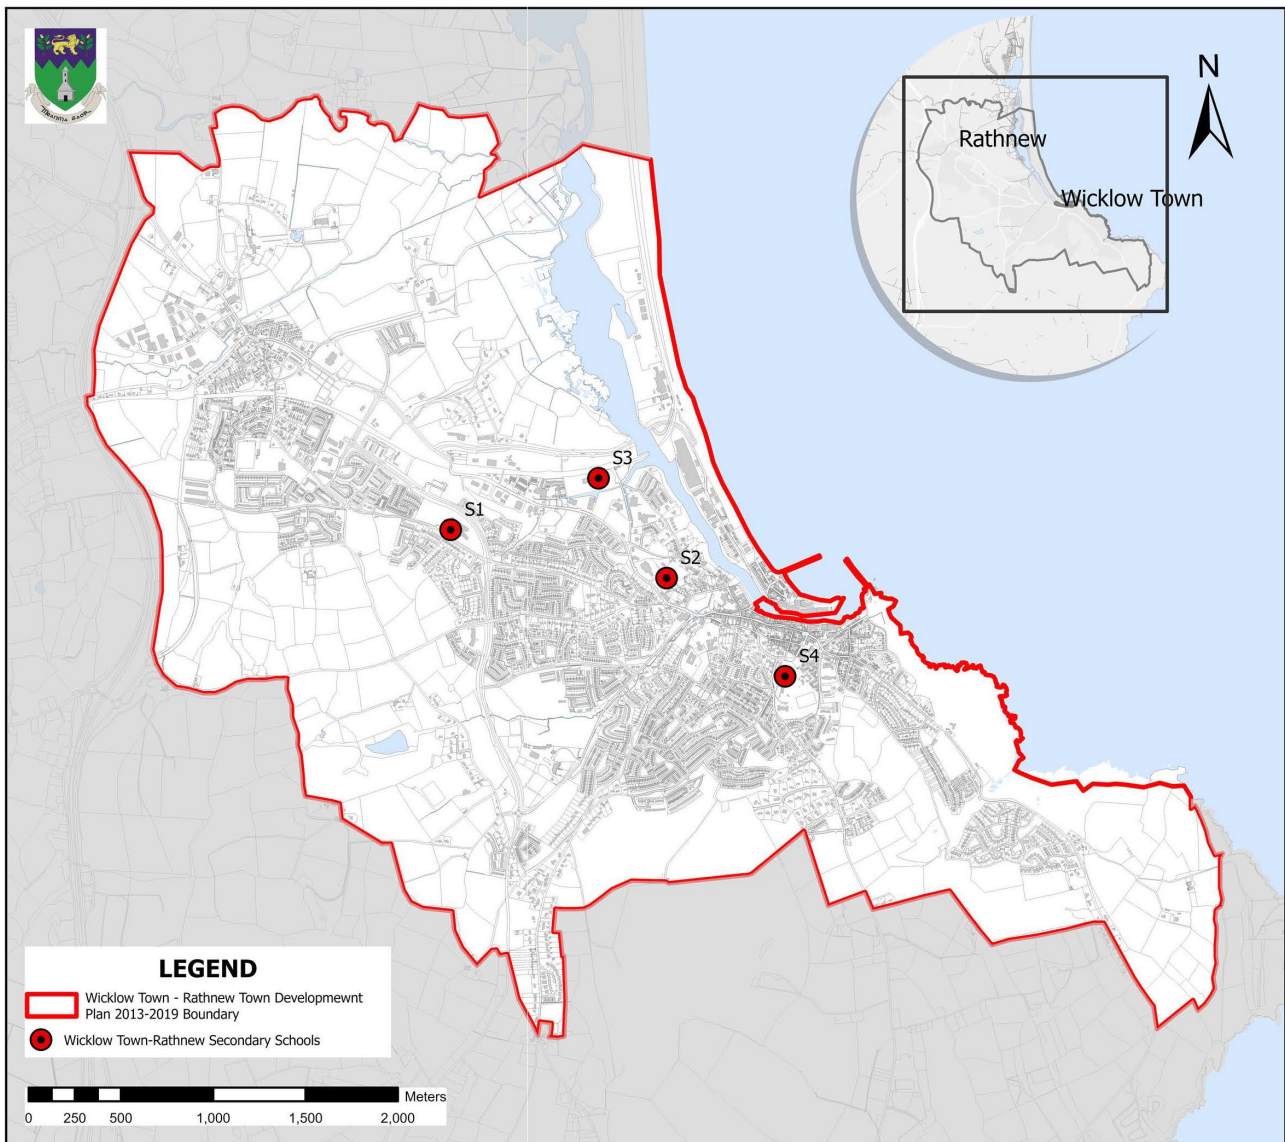 N
Rathnew
Wicklow Town
S3
S1
S2
S4
LEGEND
Wicklow Town - Rathnew Town Developmewnt
Plan 2013-2019 Boundary
Wicklow Town-Rathnew Secondary Schools
Meters
0 250 500 1,000 1,500 2,000